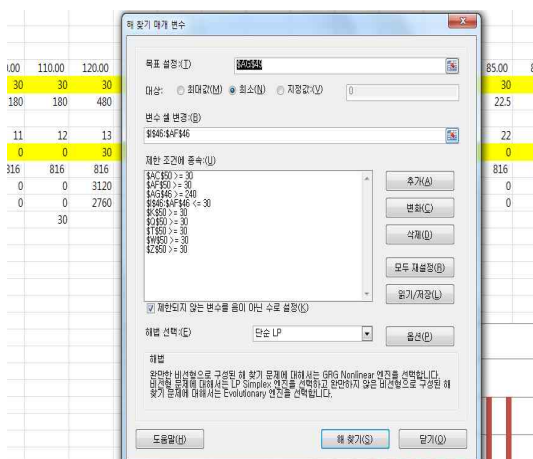 해 찾기 매개 변수
목표 설정:(T) $AG$49
대상: 최대값(M) 최소(N) 지정값:(V) 0
변수 셀 변경:(B)
$I$46:$AF$46
제한 조건에 종속:(U)
$AC$50 >= 30
$AF$50 >= 30
$AG$46 >= 240
$I$46:$AF$46 <= 30
$K$50 >= 30
$Q$50 >= 30
$T$50 >= 30
$W$50 >= 30
$Z$50 >= 30
추가(A)
변화(C)
삭제(D)
모두 재설정(R)
읽기/저장(L)
제한되지 않는 변수를 음이 아닌 수로 설정(K)
해법 선택:(E) 단순 LP 옵션(P)
해법
완만한 비선형으로 구성된 해 찾기 문제에 대해서는 GRG Nonlinear 엔진을 선택합니다.
비선형 문제에 대해서는 LP Simplex 엔진을 선택하고 완만하지 않은 비선형으로 구성된 해
찾기 문제에 대해서는 Evolutionary 엔진을 선택합니다.
도움말(H) 해 찾기(S) 닫기(O)
110.00 120.00 85.00
30 30 30 30
180 180 480 22.5
11 12 13 22
0 0 30 0
816 816 816 816
0 0 3120 0
0 0 2760 0
30